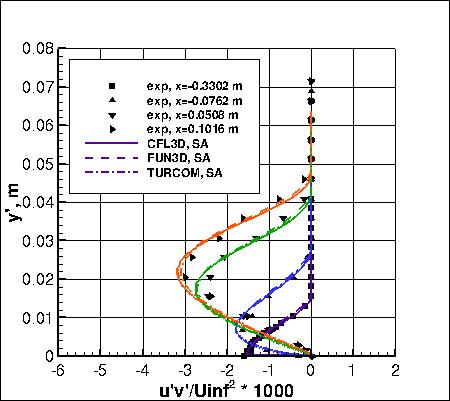 0.08
0.07
0.06
0.05
0.04
0.03
0.02
0.01
0
y', m
exp, x=-0.3302 m
exp, x=-0.0762 m
exp, x=0.0508 m
exp, x=0.1016 m
CFL3D, SA
FUN3D, SA
TURCOM, SA
-6 -5 -4 -3 -2 -1 0 1 2
u'v'/Uinf² * 1000